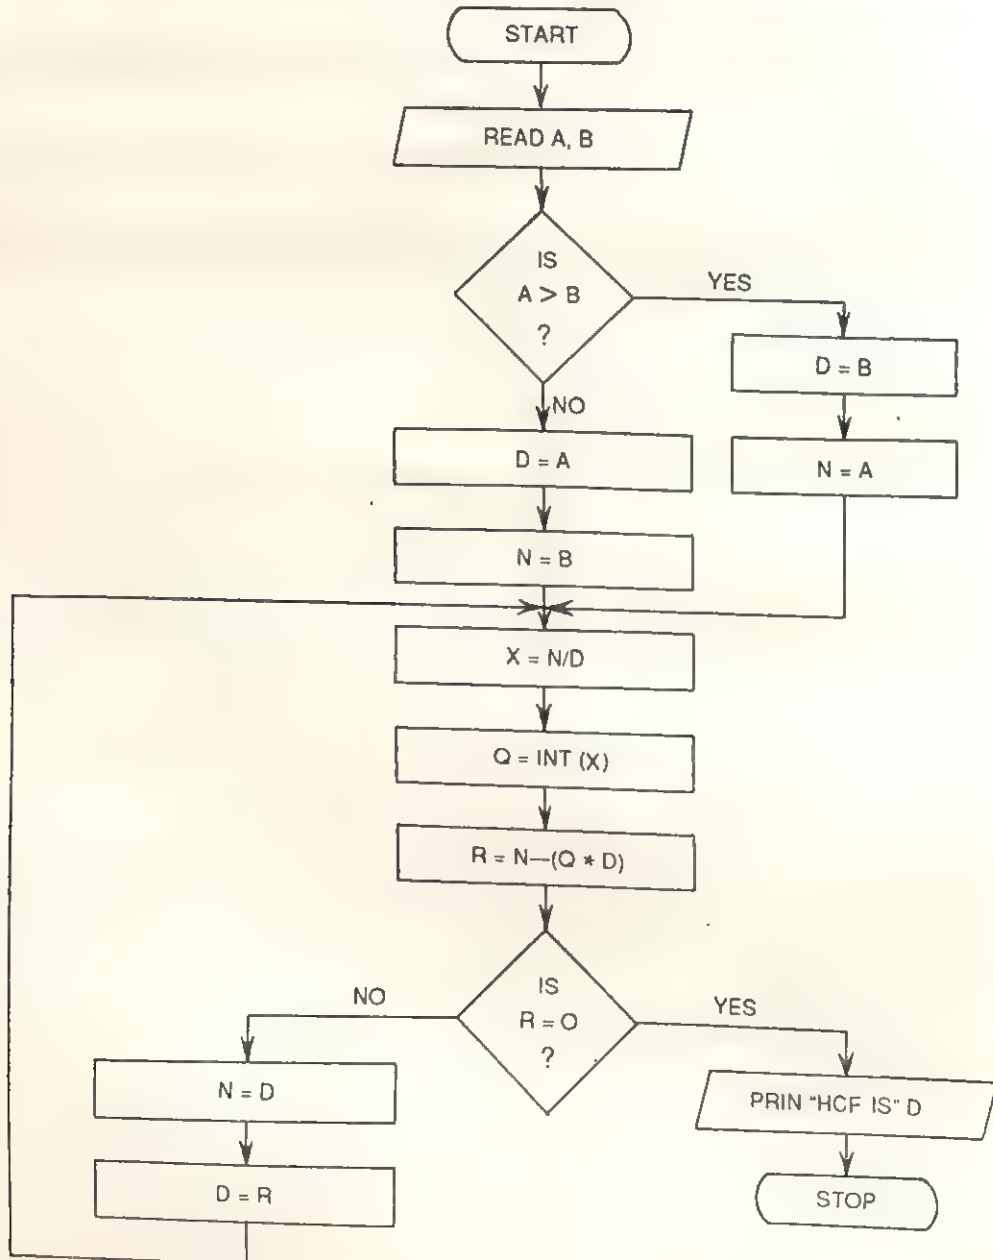 START
READ A, B
IS
A > B
?
YES
D = B
N = A
NO
D = A
N = B
X = N/D
Q = INT (X)
R = N—(Q * D)
IS
R = O
?
NO
N = D
D = R
YES
PRIN "HCF IS" D
STOP